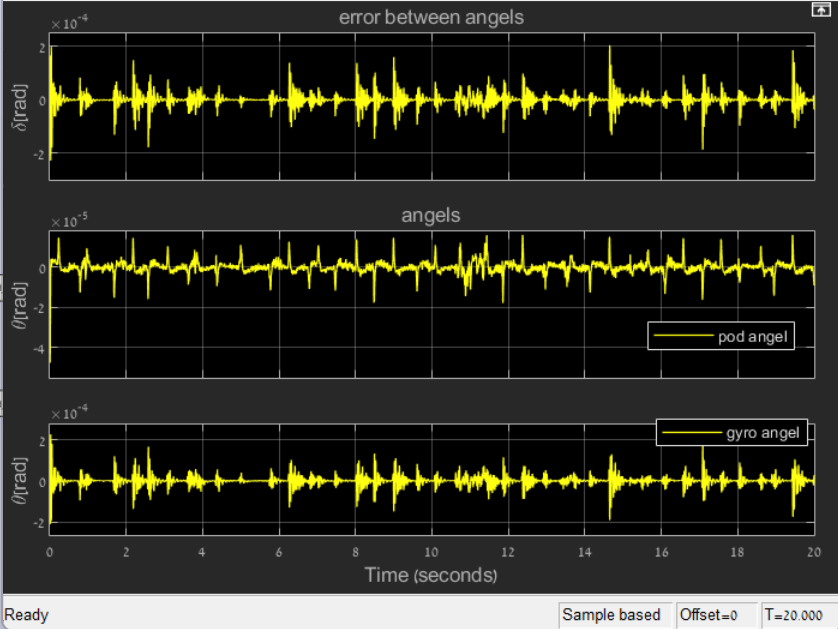 error between angels
×10⁻⁴
2
0
-2
δ[rad]
angels
×10⁻⁵
0
-2
-4
θ[rad]
pod angel
×10⁻⁴
2
0
-2
θ[rad]
gyro angel
0 2 4 6 8 10 12 14 16 18 20
Time (seconds)
Ready Sample based Offset=0 T=20.000